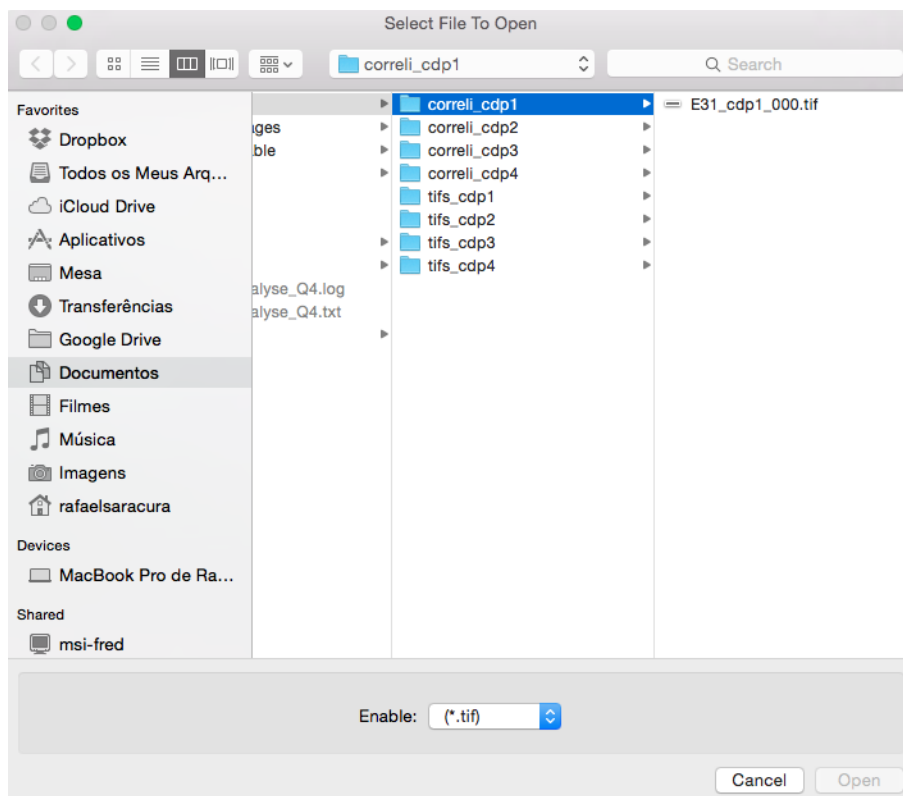 Select File To Open
correli_cdp1
Search
Favorites
Dropbox
Todos os Meus Arq...
iCloud Drive
Aplicativos
Mesa
Transferências
Google Drive
Documentos
Filmes
Música
Imagens
rafaelsaracura
Devices
MacBook Pro de Ra...
Shared
msi-fred
ages
ble
alyse_Q4.log
alyse_Q4.txt
correli_cdp1
correli_cdp2
correli_cdp3
correli_cdp4
tifs_cdp1
tifs_cdp2
tifs_cdp3
tifs_cdp4
E31_cdp1_000.tif
Enable: (*.tif)
Cancel Open